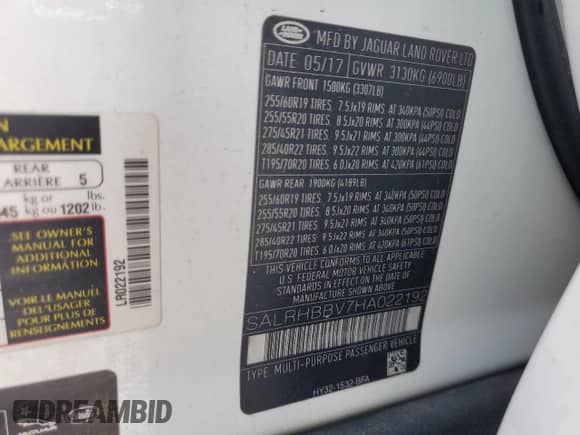 LAND ROVER
MFD BY JAGUAR LAND ROVER LTD
DATE 05/17 GVWR 3130KG (6900LB)
GAWR FRONT 1500KG (3307LB)
255/60R19 TIRES 7.5Jx19 RIMS AT 340KPA (50PSI) COLD
255/55R20 TIRES 8.5Jx20 RIMS AT 300KPA (44PSI) COLD
275/45R21 TIRES 9.5Jx21 RIMS AT 300KPA (44PSI) COLD
285/40R22 TIRES 9.5Jx22 RIMS AT 300KPA (44PSI) COLD
T195/70R20 TIRES 6.0Jx20 RIMS AT 420KPA (61PSI) COLD
GAWR REAR 1900KG (4189LB)
255/60R19 TIRES 7.5Jx19 RIMS AT 340KPA (50PSI) COLD
255/55R20 TIRES 8.5Jx20 RIMS AT 340KPA (50PSI) COLD
275/45R21 TIRES 9.5Jx21 RIMS AT 340KPA (50PSI) COLD
285/40R22 TIRES 9.5Jx22 RIMS AT 340KPA (50PSI) COLD
T195/70R20 TIRES 6.0Jx20 RIMS AT 420KPA (61PSI) COLD
THIS VEHICLE CONFORMS TO ALL APPLICABLE
U.S FEDERAL MOTOR VEHICLE SAFETY
STANDARDS IN EFFECT ON THE DATE OF
MANUFACTURE SHOWN ABOVE
SALRHBBV7HA022192
TYPE: MULTI-PURPOSE PASSENGER VEHICLE
HY32-1532-BFA
ARGEMENT
REAR
ARRIÈRE 5
kg or lbs.
kg ou 1202 lb.
SEE OWNER'S
MANUAL FOR
ADDITIONAL
INFORMATION
VOIR LE MANUEL
DE L'USAGER
POUR PLUS DE
RENSEIGNEMENTS
LR022192
JAGUAR
DREAMBID